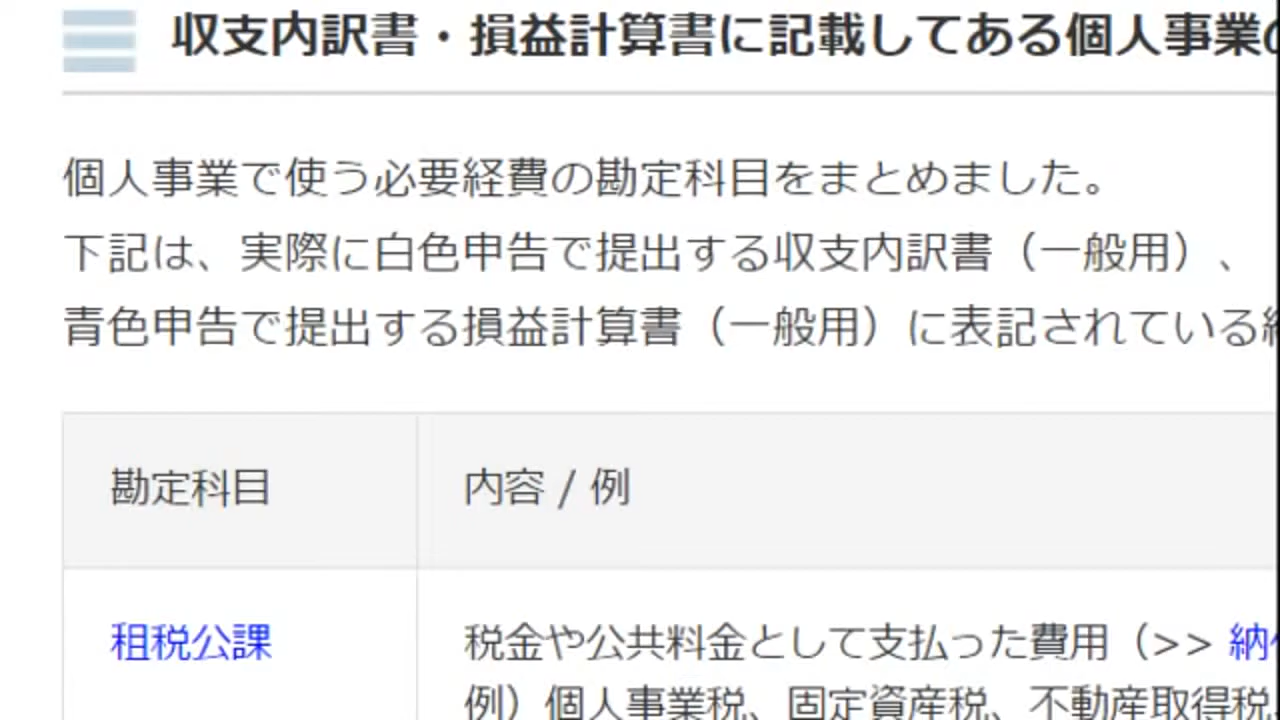 収支内訳書・損益計算書に記載してある個人事業の
個人事業で使う必要経費の勘定科目をまとめました。
下記は、実際に白色申告で提出する収支内訳書（一般用）、
青色申告で提出する損益計算書（一般用）に表記されている
勘定科目
内容 / 例
租税公課
税金や公共料金として支払った費用（>> 納
例）個人事業税、固定資産税、不動産取得税、